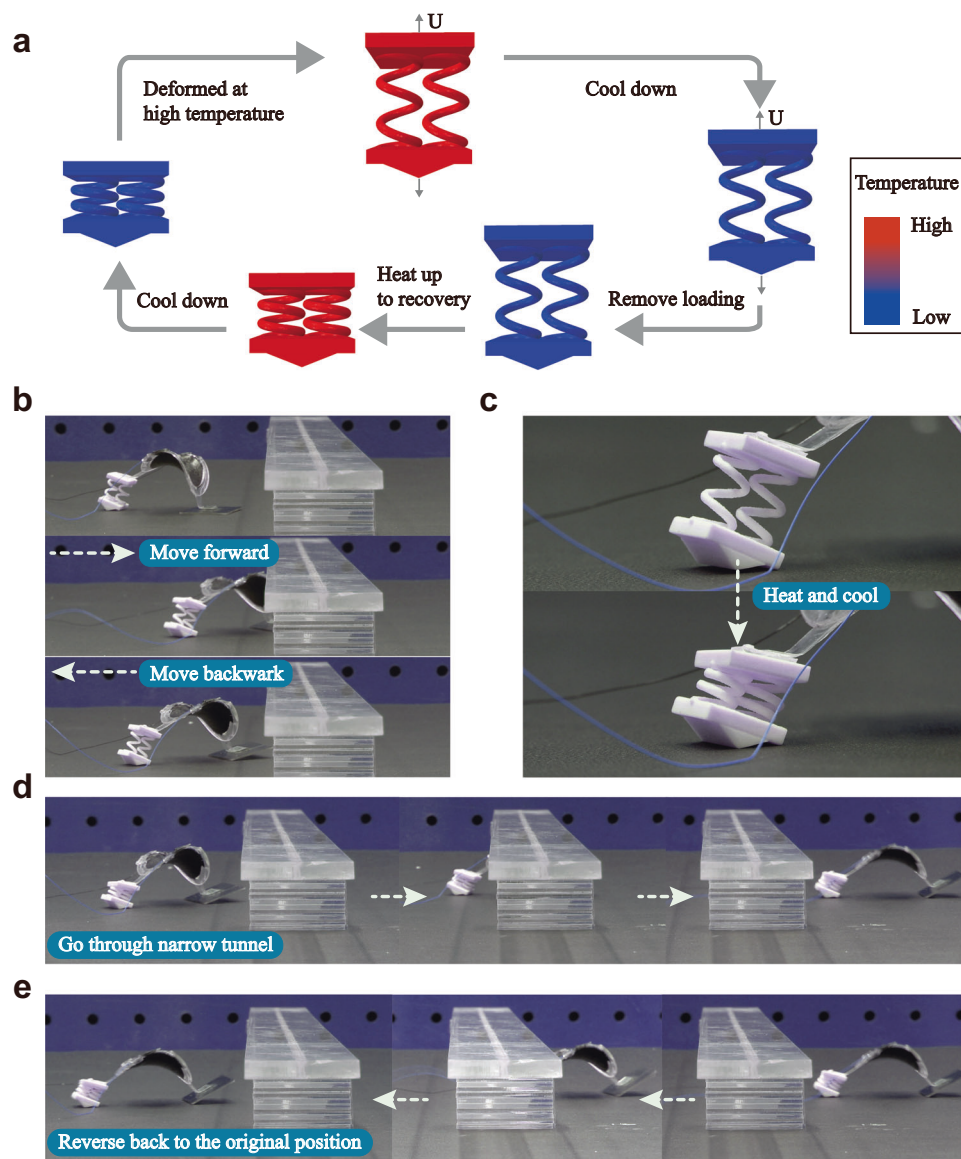 a
U
Deformed at
high temperature
Cool down
U
Temperature
High
Low
Heat up
to recovery
Cool down
Remove loading
b
Move forward
Move backwark
c
Heat and cool
d
Go through narrow tunnel
e
Reverse back to the original position